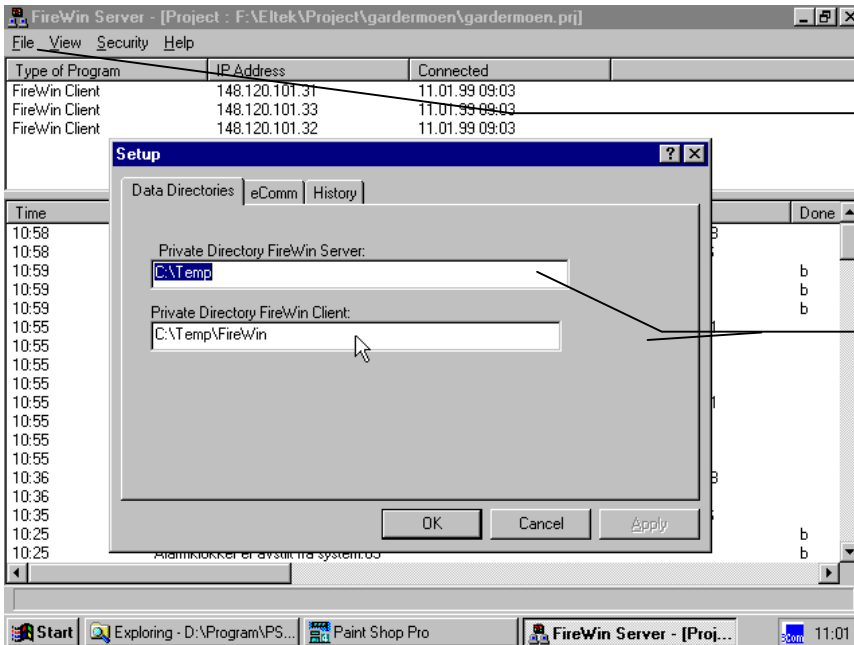 FireWin Server - [Project : F:\Eltek\Project\gardermoen\gardermoen.prj]
File View Security Help
Type of Program IP Address Connected
FireWin Client 148.120.101.31 11.01.99 09:03
FireWin Client 148.120.101.33 11.01.99 09:03
FireWin Client 148.120.101.32 11.01.99 09:03
Setup
Data Directories eComm History
Private Directory FireWin Server:
C:\Temp
Private Directory FireWin Client:
C:\Temp\FireWin
OK Cancel Apply
Time Done
10:58
10:58
10:59 b
10:59 b
10:59 b
10:55
10:55
10:55
10:55
10:55
10:55
10:55
10:55
10:36
10:36
10:35
10:25 b
10:25 b
Start Exploring - D:\Program\PS... Paint Shop Pro FireWin Server - [Proj... 11:01